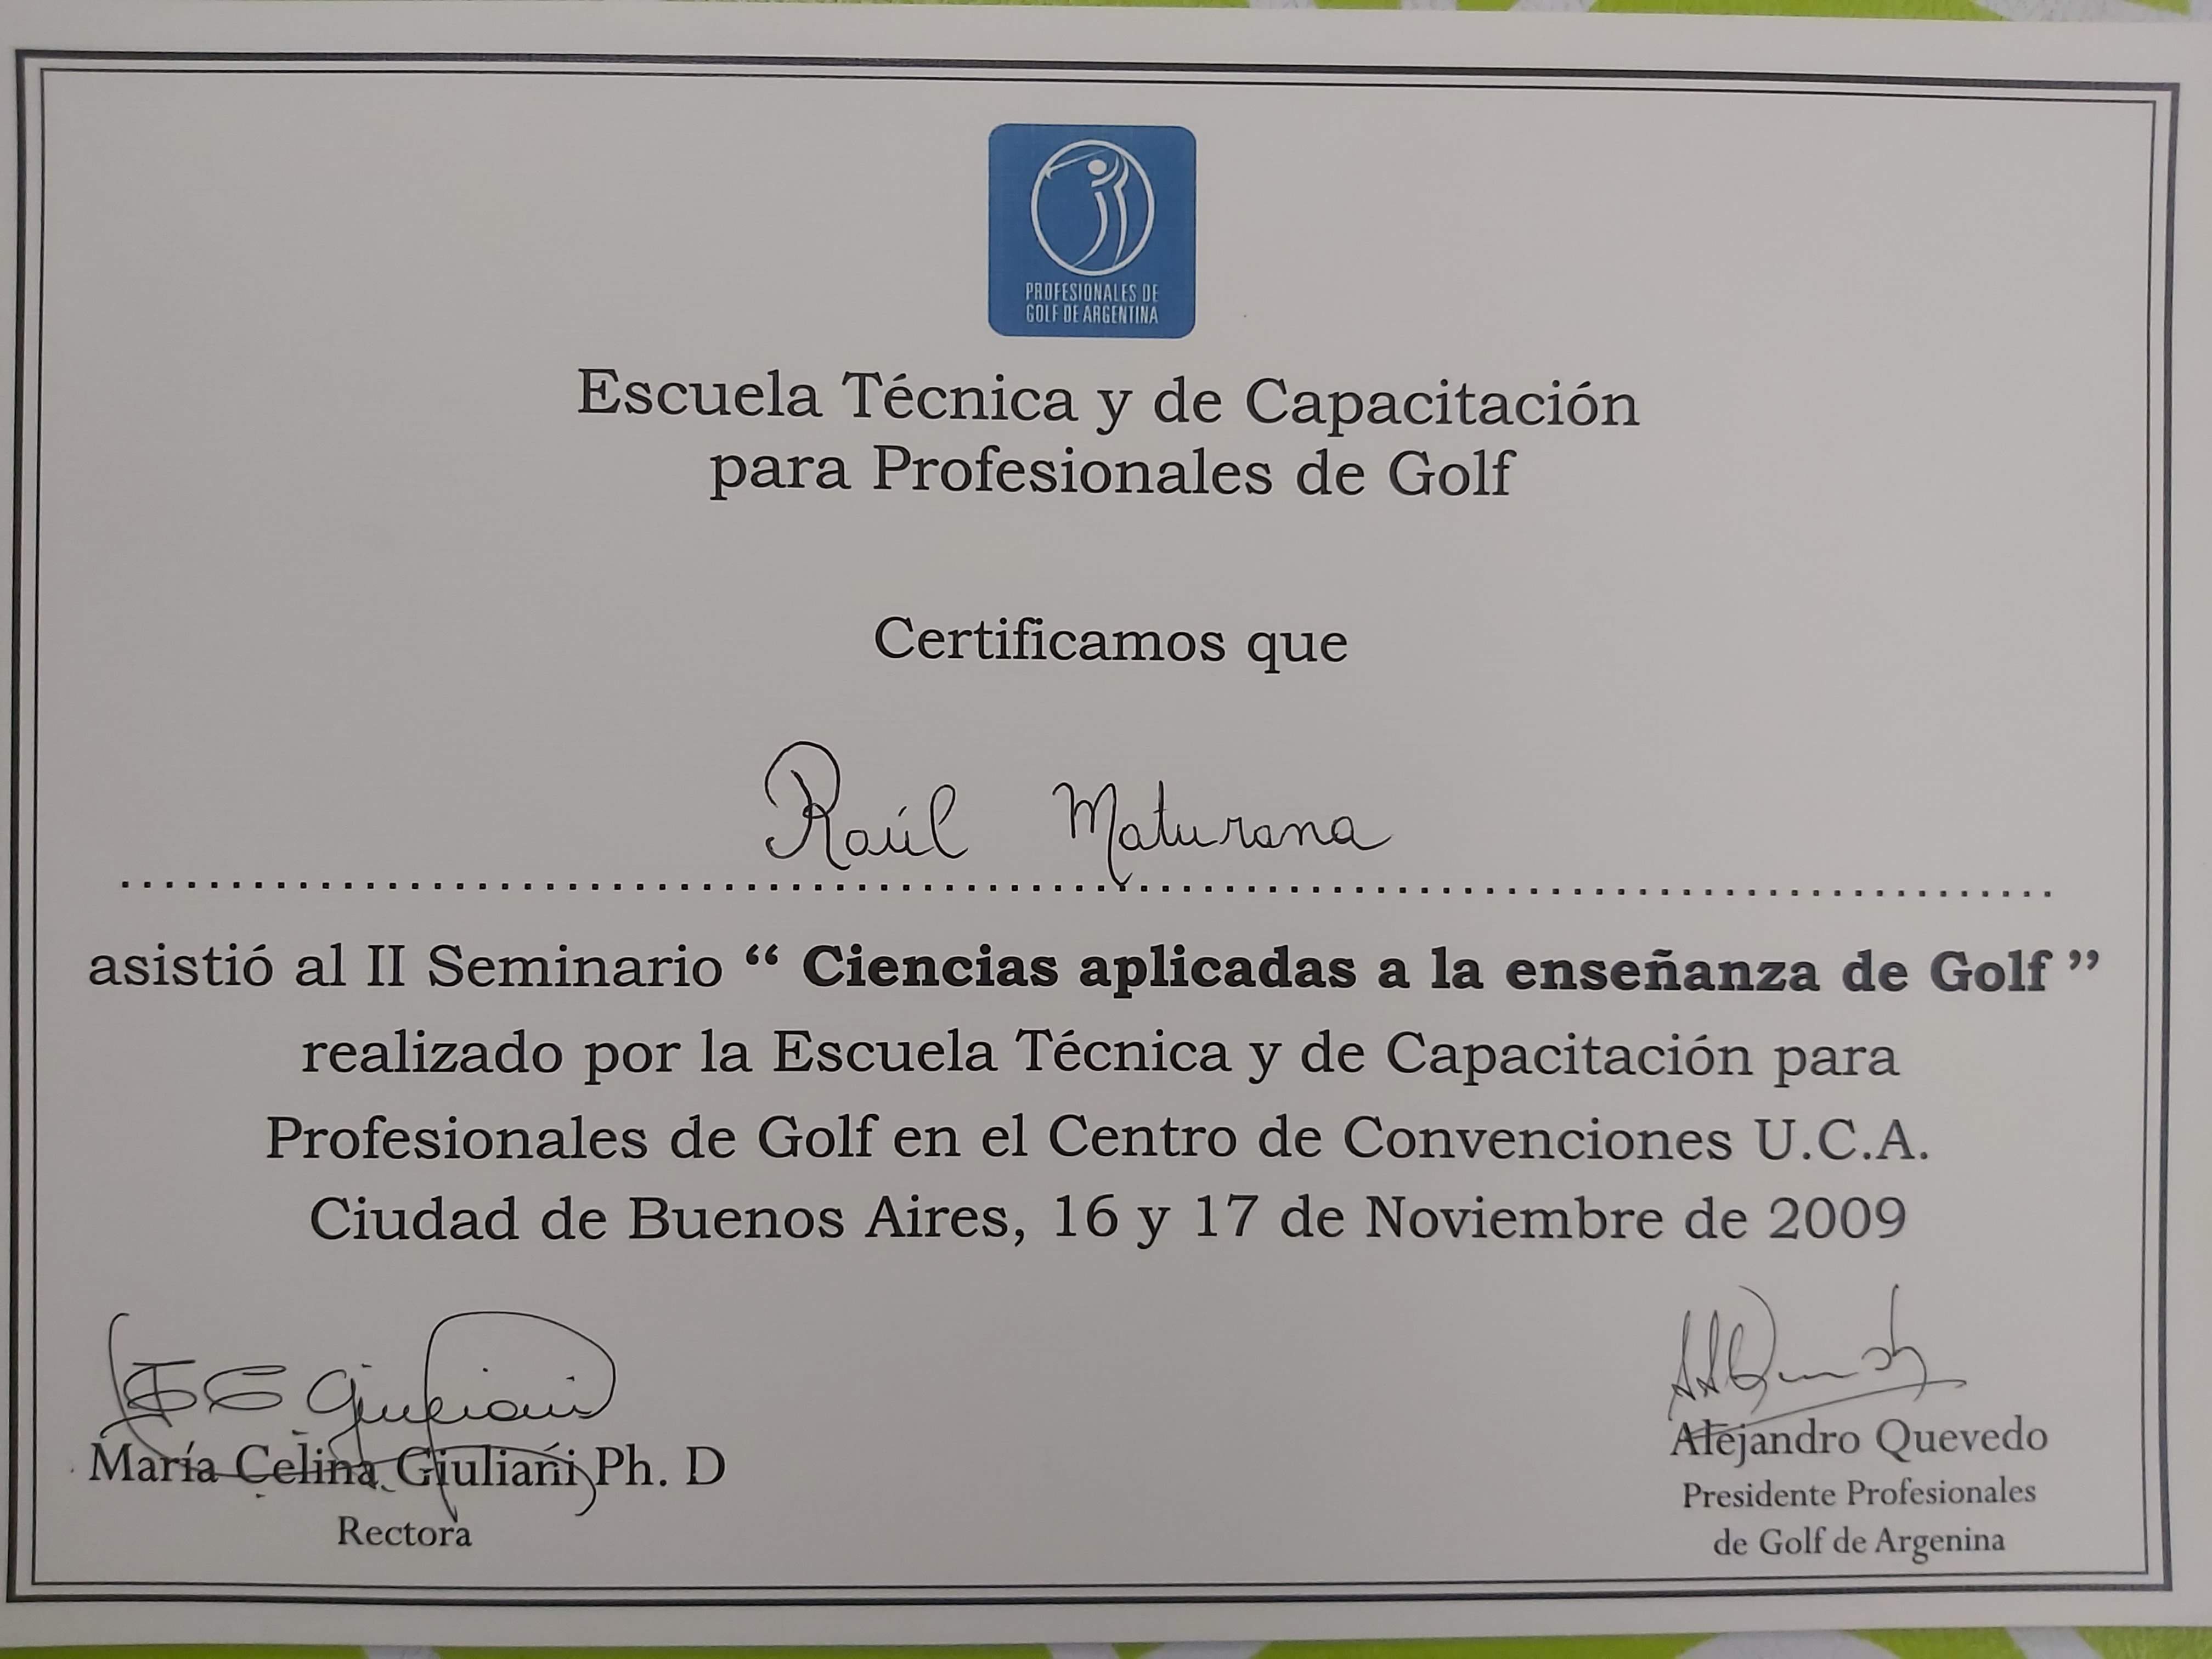 PROFESIONALES DE
GOLF DE ARGENTINA
Escuela Técnica y de Capacitación
para Profesionales de Golf
Certificamos que
Raúl Maturana
asistió al II Seminario “ Ciencias aplicadas a la enseñanza de Golf ”
realizado por la Escuela Técnica y de Capacitación para
Profesionales de Golf en el Centro de Convenciones U.C.A.
Ciudad de Buenos Aires, 16 y 17 de Noviembre de 2009
María Celina Giuliani Ph. D
Rectora
Alejandro Quevedo
Presidente Profesionales
de Golf de Argenina